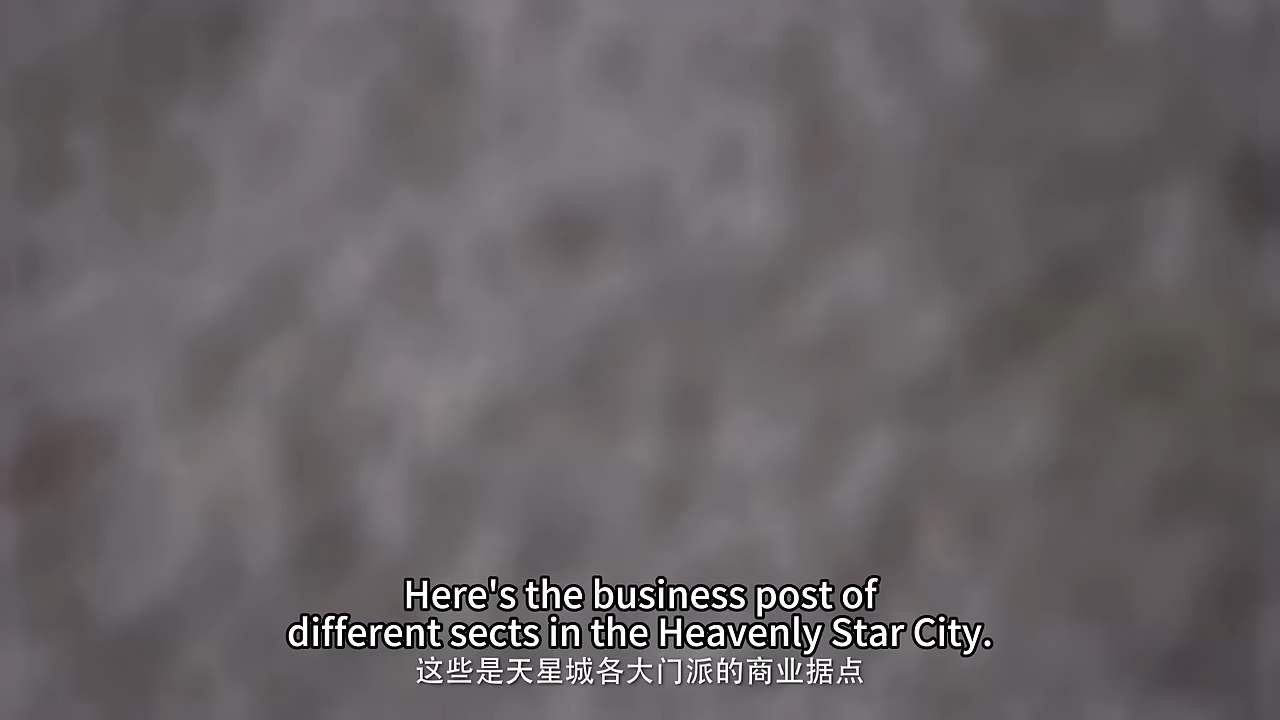 Here's the business post of
different sects in the Heavenly Star City.
这些是天星城各大门派的商业据点